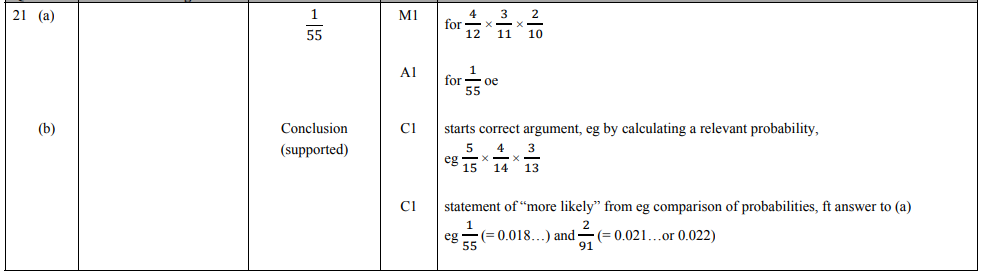 21 (a) 1/55 M1 for 4/12 × 3/11 × 2/10
A1 for 1/55 oe
(b) Conclusion (supported) C1 starts correct argument, eg by calculating a relevant probability,
eg 5/15 × 4/14 × 3/13
C1 statement of “more likely” from eg comparison of probabilities, ft answer to (a)
eg 1/55 (= 0.018…) and 2/91 (= 0.021…or 0.022)